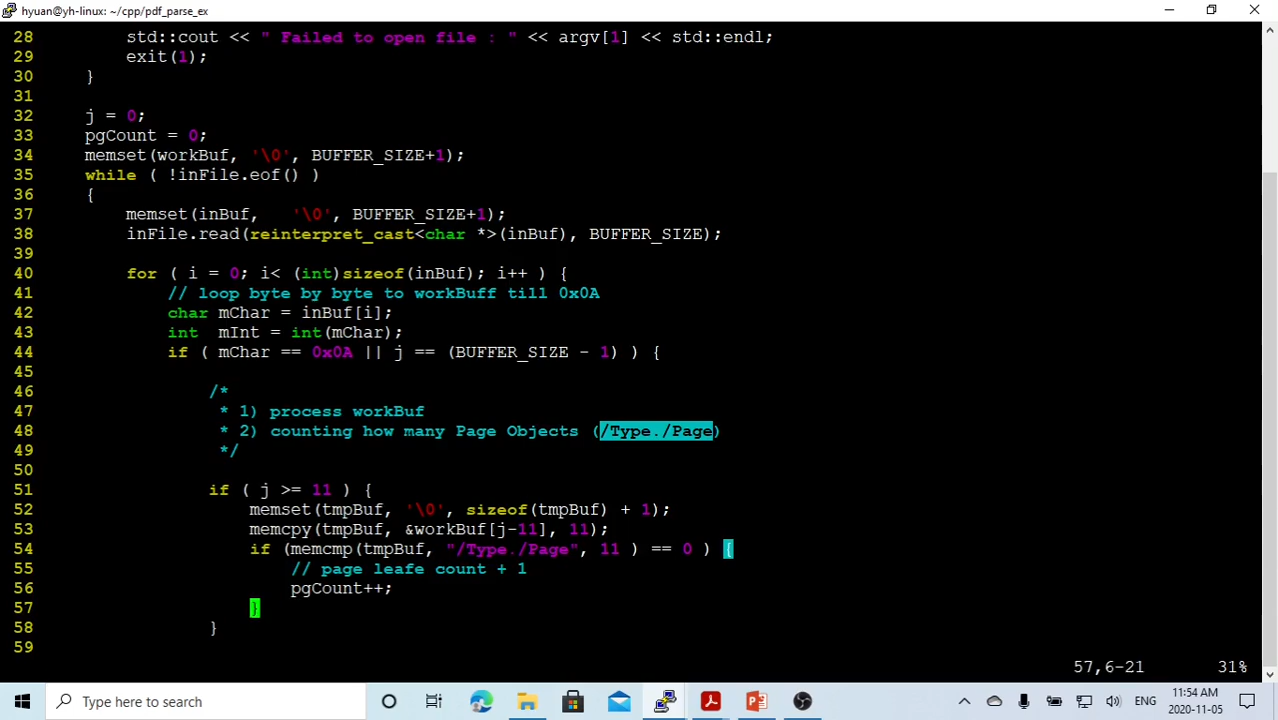 hyuan@yh-linux: ~/cpp/pdf_parse_ex
28 std::cout << " Failed to open file : " << argv[1] << std::endl;
29 exit(1);
30 }
31
32 j = 0;
33 pgCount = 0;
34 memset(workBuf, '\0', BUFFER_SIZE+1);
35 while ( !inFile.eof() )
36 {
37 memset(inBuf, '\0', BUFFER_SIZE+1);
38 inFile.read(reinterpret_cast<char *>(inBuf), BUFFER_SIZE);
39
40 for ( i = 0; i< (int)sizeof(inBuf); i++ ) {
41 // loop byte by byte to workBuff till 0x0A
42 char mChar = inBuf[i];
43 int mInt = int(mChar);
44 if ( mChar == 0x0A || j == (BUFFER_SIZE - 1) ) {
45
46 /*
47 * 1) process workBuf
48 * 2) counting how many Page Objects (/Type./Page)
49 */
50
51 if ( j >= 11 ) {
52 memset(tmpBuf, '\0', sizeof(tmpBuf) + 1);
53 memcpy(tmpBuf, &workBuf[j-11], 11);
54 if (memcmp(tmpBuf, "/Type./Page", 11 ) == 0 ) {
55 // page leafe count + 1
56 pgCount++;
57 }
58 }
59
57,6-21 31%
Type here to search
ENG
11:54 AM
2020-11-05